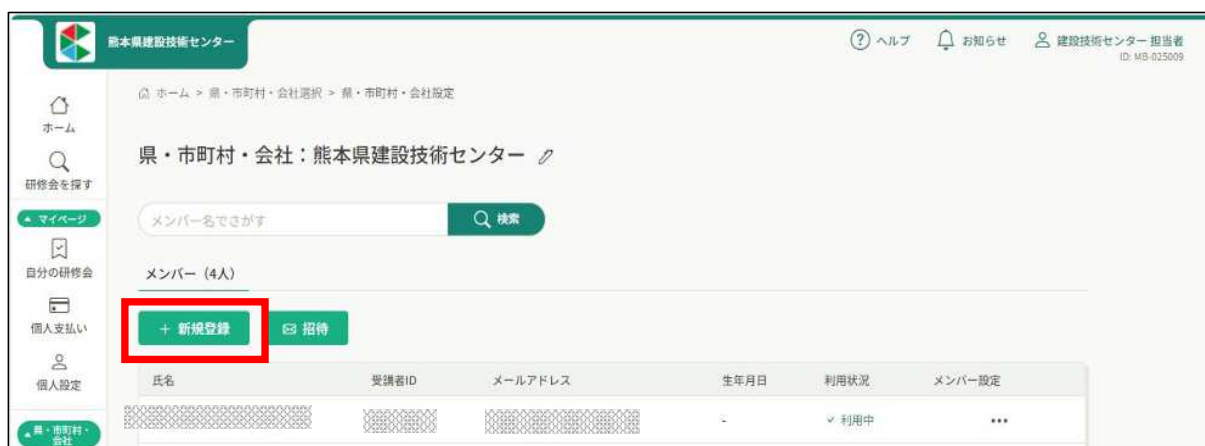 熊本県建設技術センター
ヘルプ
お知らせ
建設技術センター 担当者
ID: MB-025009
ホーム > 県・市町村・会社選択 > 県・市町村・会社設定
ホーム
研修会を探す
マイページ
自分の研修会
個人支払い
個人設定
県・市町村・
会社
県・市町村・会社：熊本県建設技術センター
メンバー名でさがす
検索
メンバー（4人）
+ 新規登録
招待
氏名 受講者ID メールアドレス 生年月日 利用状況 メンバー設定
- 利用中 •••